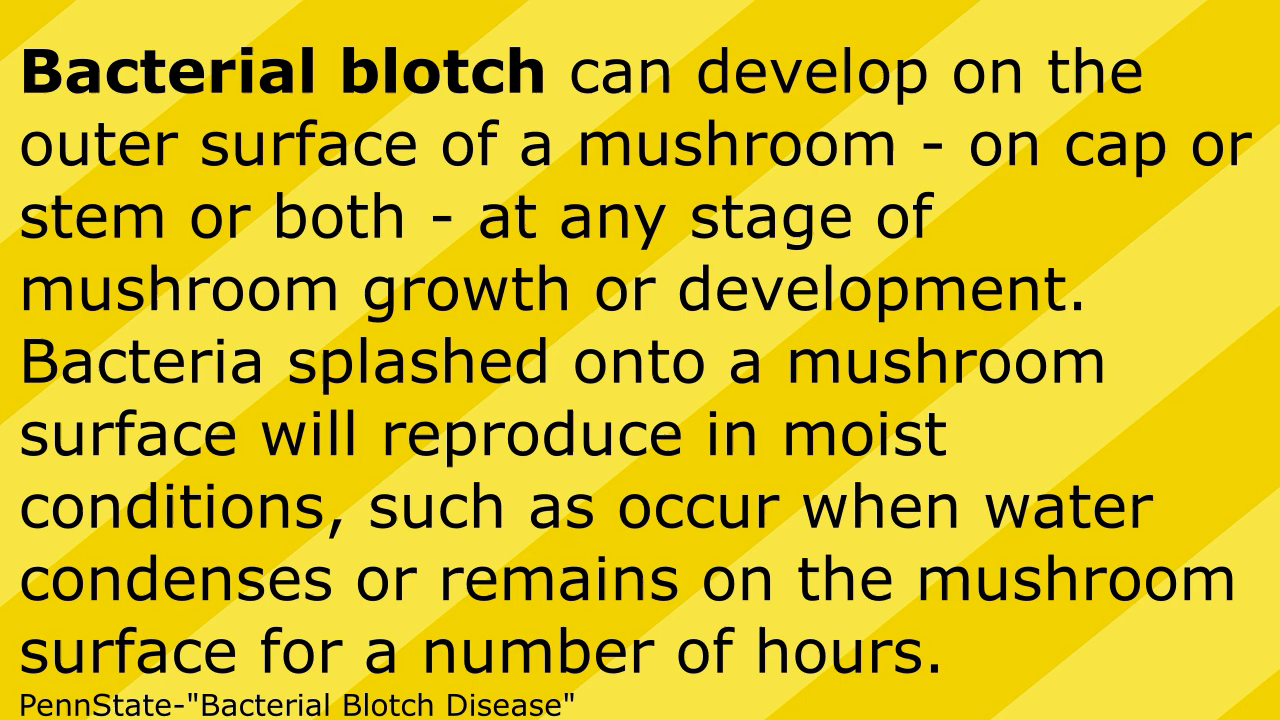 Bacterial blotch can develop on the
outer surface of a mushroom - on cap or
stem or both - at any stage of
mushroom growth or development.
Bacteria splashed onto a mushroom
surface will reproduce in moist
conditions, such as occur when water
condenses or remains on the mushroom
surface for a number of hours.
PennState-"Bacterial Blotch Disease"